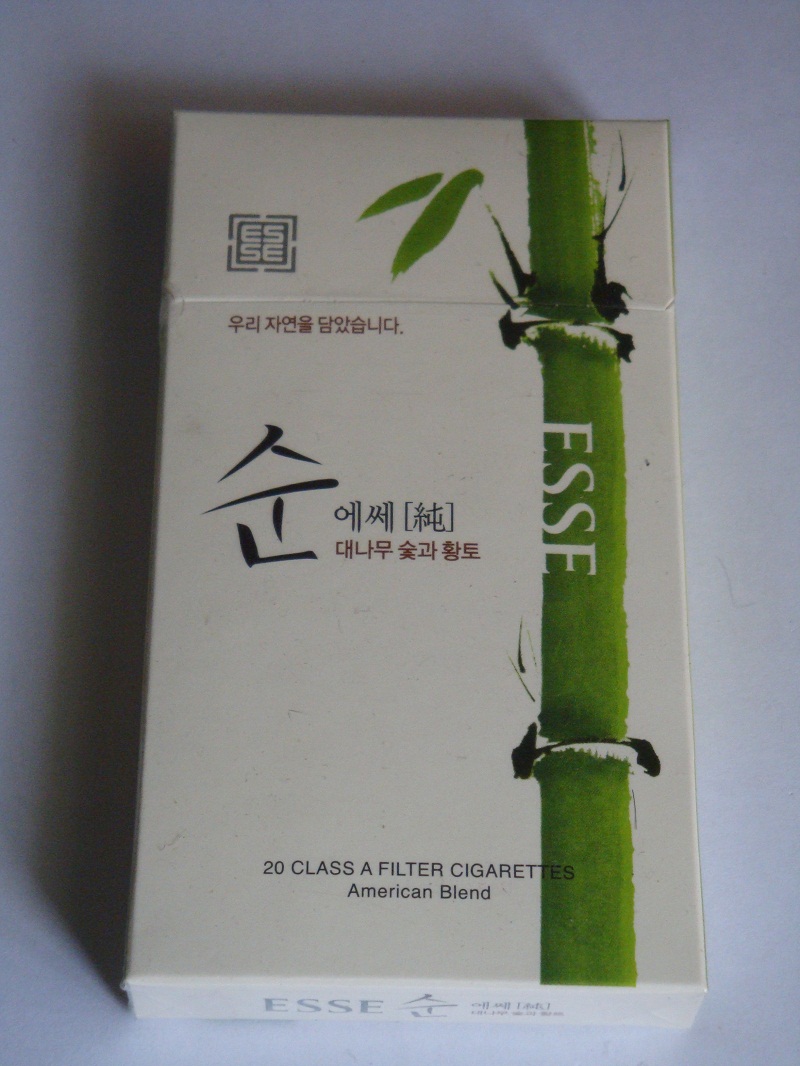 ES
SE
우리 자연을 담았습니다.
순 에쎄 [純]
대나무 숯과 황토
ESSE
20 CLASS A FILTER CIGARETTES
American Blend
ESSE 순 에쎄 [純]
대나무 숯과 황토